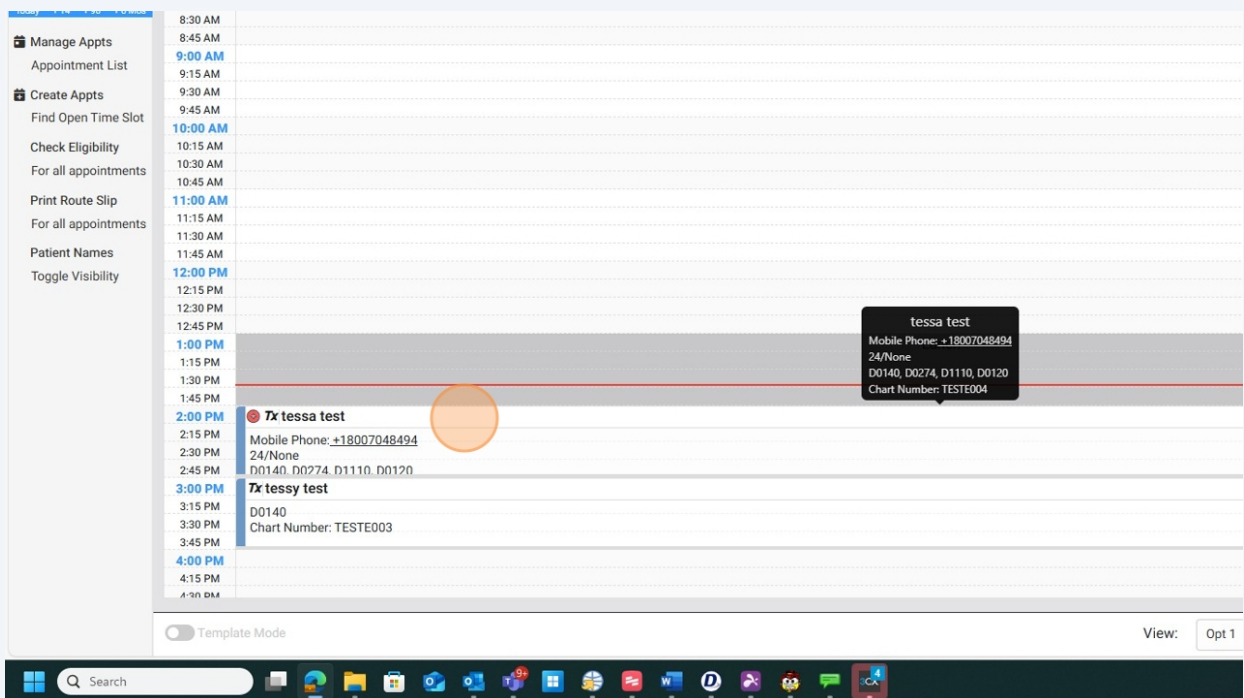 8:30 AM
8:45 AM
Manage Appts
9:00 AM
Appointment List
9:15 AM
Create Appts
9:30 AM
9:45 AM
Find Open Time Slot
10:00 AM
Check Eligibility
10:15 AM
10:30 AM
For all appointments
10:45 AM
Print Route Slip
11:00 AM
11:15 AM
For all appointments
11:30 AM
Patient Names
11:45 AM
Toggle Visibility
12:00 PM
12:15 PM
12:30 PM
12:45 PM
tessa test
Mobile Phone: +18007048494
24/None
D0140, D0274, D1110, D0120
Chart Number: TESTE004
1:00 PM
1:15 PM
1:30 PM
1:45 PM
2:00 PM
Tx tessa test
2:15 PM
Mobile Phone: +18007048494
2:30 PM
24/None
2:45 PM
D0140, D0274, D1110, D0120
3:00 PM
Tx tessy test
3:15 PM
D0140
3:30 PM
Chart Number: TESTE003
3:45 PM
4:00 PM
4:15 PM
4:30 PM
Template Mode
View: Opt 1
Search
9+
4